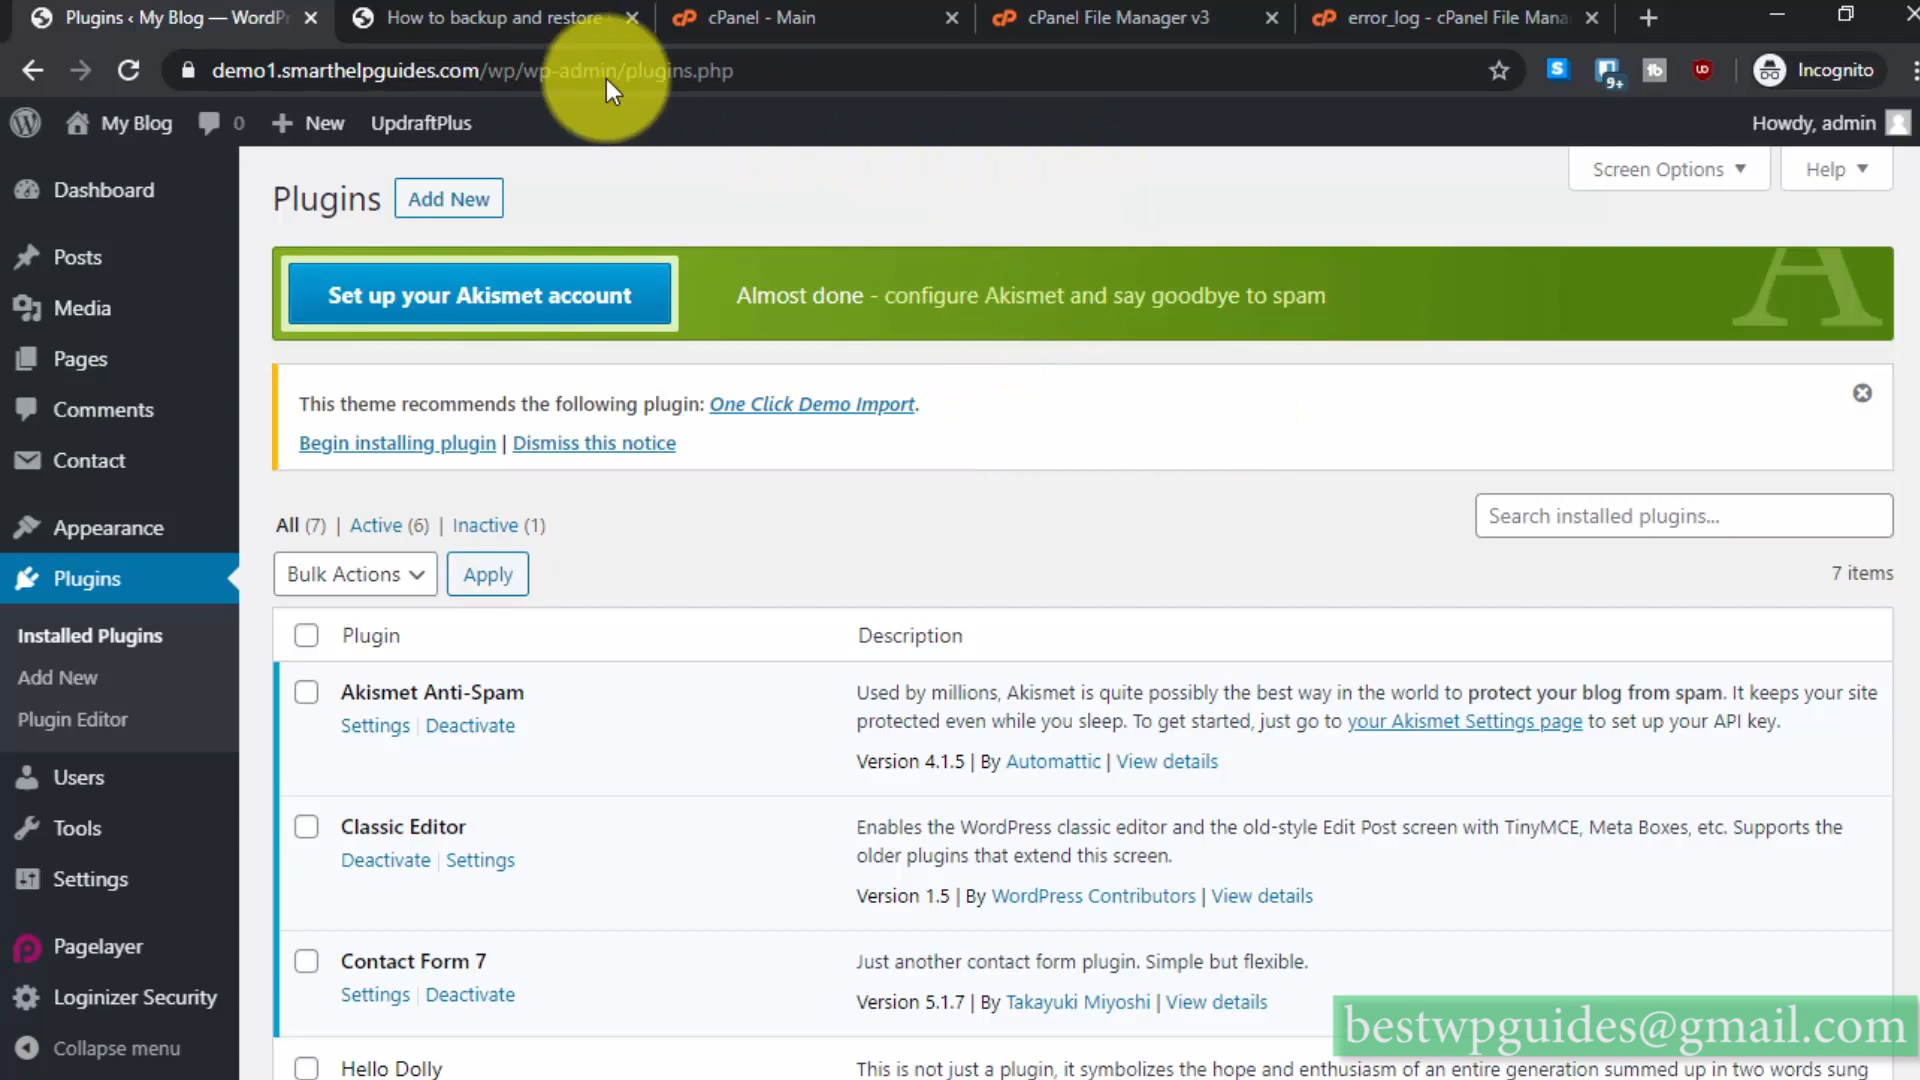 Plugins ‹ My Blog — WordPr
How to backup and restore
cPanel - Main
cPanel File Manager v3
error_log - cPanel File Mana
demo1.smarthelpguides.com/wp/wp-admin/plugins.php
9+
Incognito
My Blog
0
New
UpdraftPlus
Howdy, admin
Dashboard
Posts
Media
Pages
Comments
Contact
Appearance
Plugins
Installed Plugins
Add New
Plugin Editor
Users
Tools
Settings
Pagelayer
Loginizer Security
Collapse menu
Screen Options
Help
Plugins
Add New
Set up your Akismet account
Almost done - configure Akismet and say goodbye to spam
This theme recommends the following plugin: One Click Demo Import.
Begin installing plugin | Dismiss this notice
Search installed plugins...
All (7) | Active (6) | Inactive (1)
Bulk Actions
Apply
7 items
Plugin
Description
Akismet Anti-Spam
Settings | Deactivate
Used by millions, Akismet is quite possibly the best way in the world to protect your blog from spam. It keeps your site
protected even while you sleep. To get started, just go to your Akismet Settings page to set up your API key.
Version 4.1.5 | By Automattic | View details
Classic Editor
Deactivate | Settings
Enables the WordPress classic editor and the old-style Edit Post screen with TinyMCE, Meta Boxes, etc. Supports the
older plugins that extend this screen.
Version 1.5 | By WordPress Contributors | View details
Contact Form 7
Settings | Deactivate
Just another contact form plugin. Simple but flexible.
Version 5.1.7 | By Takayuki Miyoshi | View details
Hello Dolly
This is not just a plugin, it symbolizes the hope and enthusiasm of an entire generation summed up in two words sung
bestwpguides@gmail.com